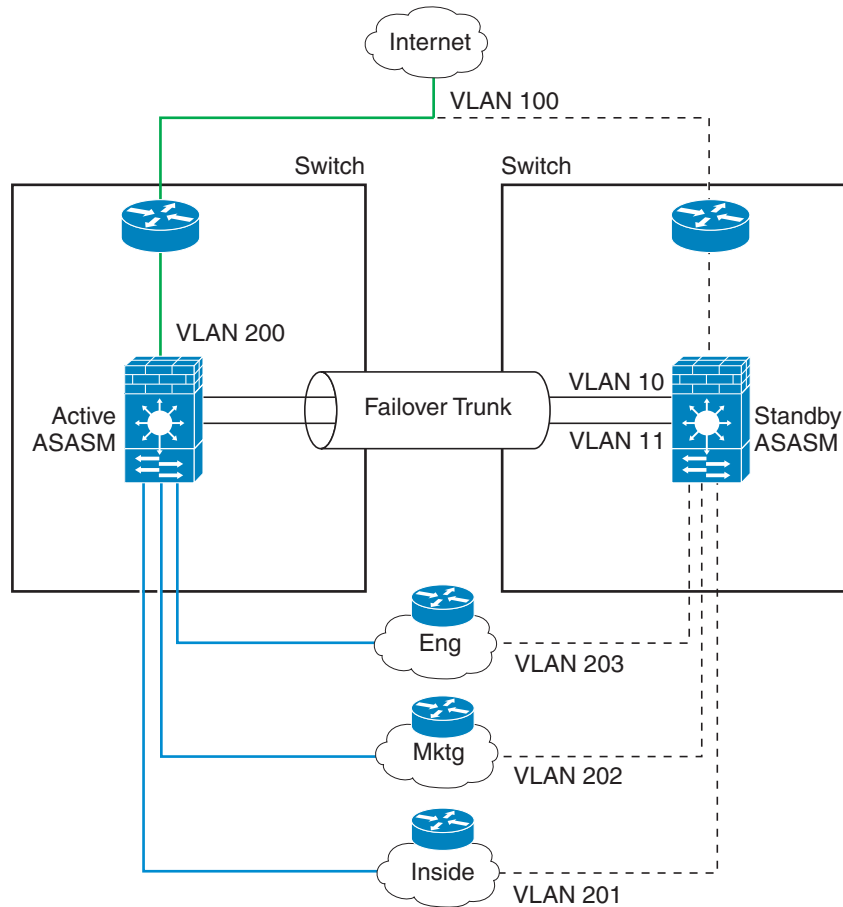 Internet
VLAN 100
Switch
Switch
VLAN 200
Active
ASASM
Failover Trunk
VLAN 10
VLAN 11
Standby
ASASM
Eng
VLAN 203
Mktg
VLAN 202
Inside
VLAN 201